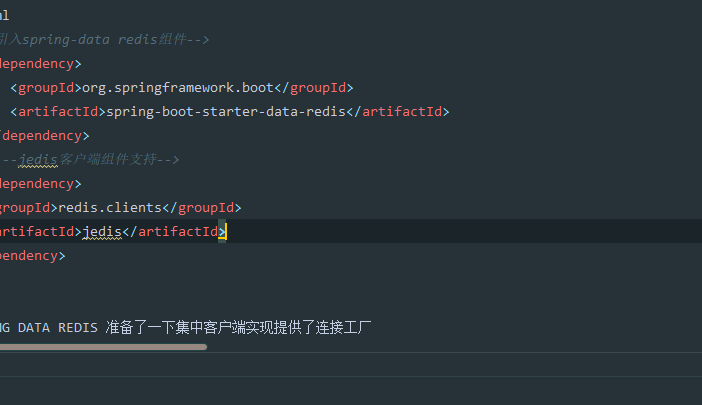 ml
引入spring-data redis组件-->
dependency>
<groupId>org.springframework.boot</groupId>
<artifactId>spring-boot-starter-data-redis</artifactId>
/dependency>
--jedis客户端组件支持-->
dependency>
groupId>redis.clients</groupId>
artifactId>jedis</artifactId>
pendency>
NG DATA REDIS 准备了一下集中客户端实现提供了连接工厂